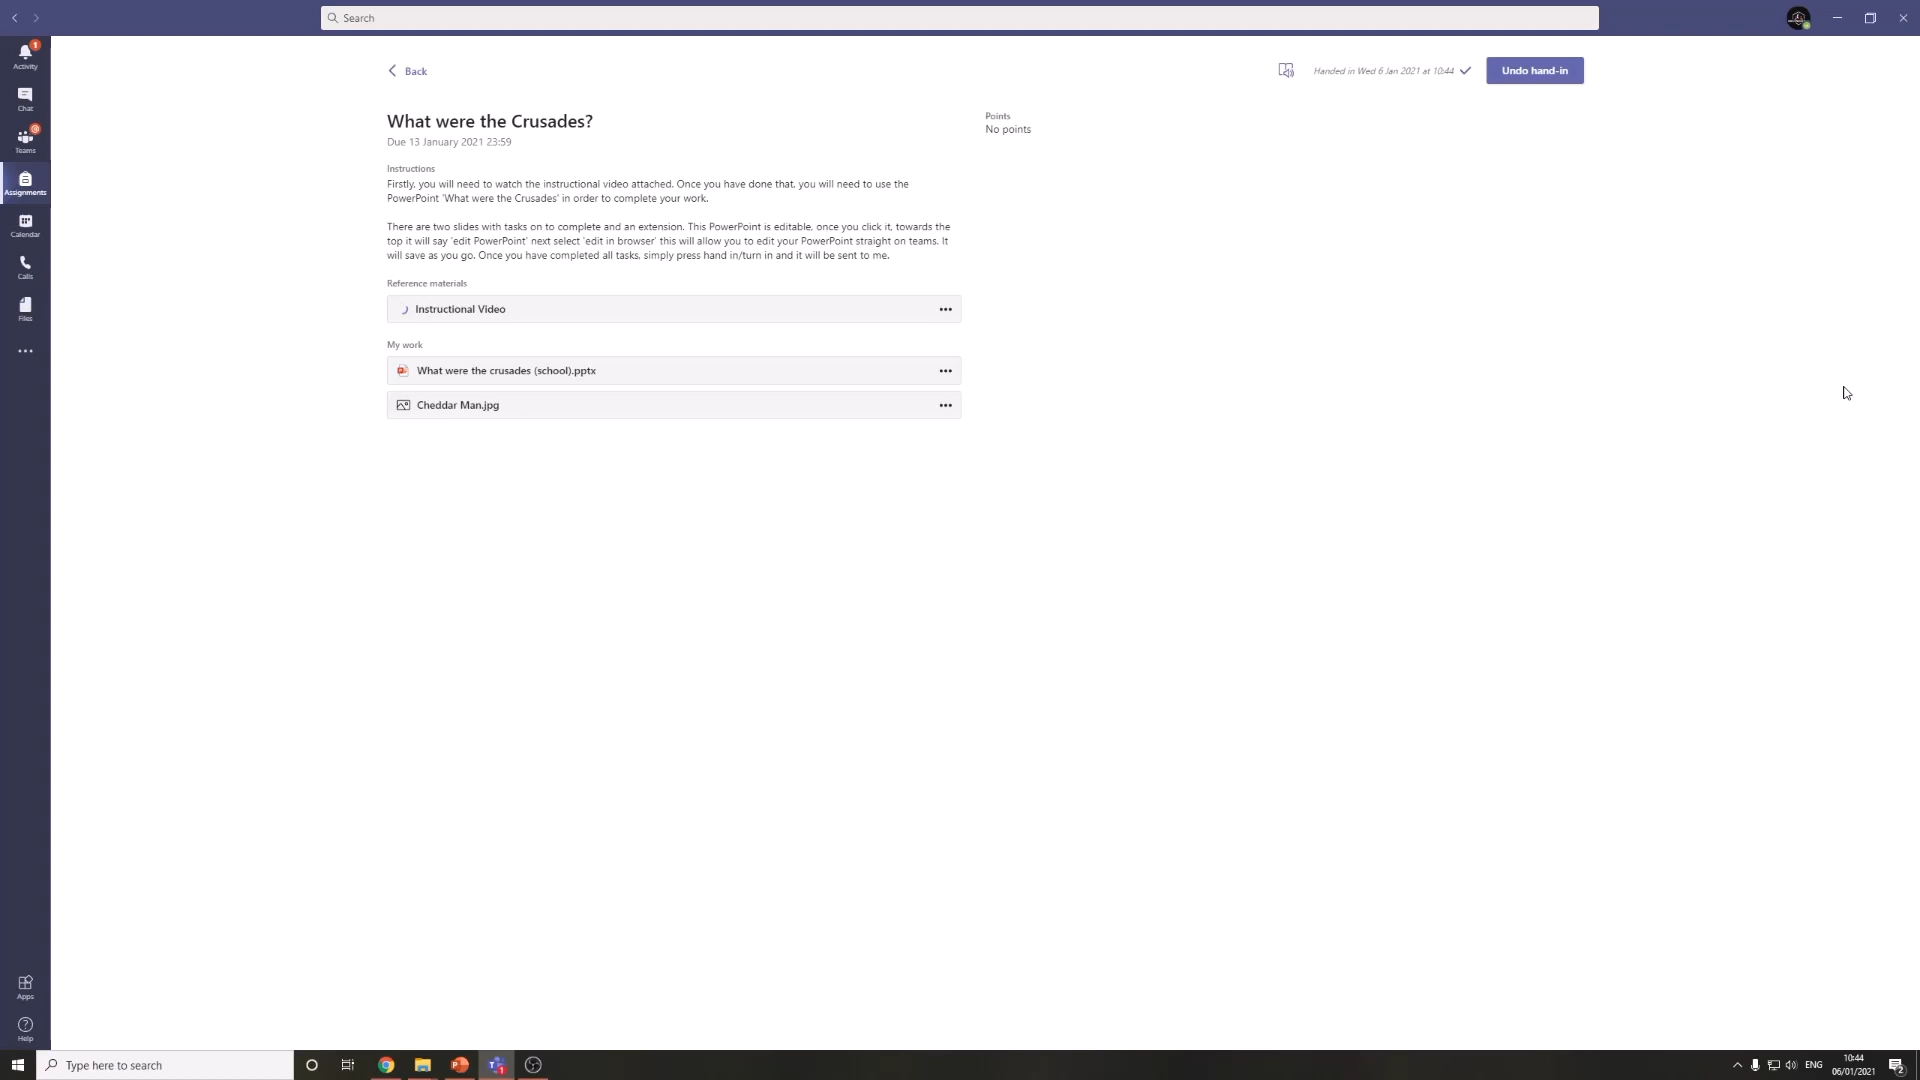 Search
1
Activity
Chat
Teams
Assignments
Calendar
Calls
Files
Apps
Help
Back
Handed in Wed 6 Jan 2021 at 10:44
Undo hand-in
What were the Crusades?
Due 13 January 2021 23:59
Points
No points
Instructions
Firstly, you will need to watch the instructional video attached. Once you have done that, you will need to use the
PowerPoint 'What were the Crusades' in order to complete your work.
There are two slides with tasks on to complete and an extension. This PowerPoint is editable, once you click it, towards the
top it will say 'edit PowerPoint' next select 'edit in browser' this will allow you to edit your PowerPoint straight on teams. It
will save as you go. Once you have completed all tasks, simply press hand in/turn in and it will be sent to me.
Reference materials
Instructional Video
My work
What were the crusades (school).pptx
Cheddar Man.jpg
Type here to search
ENG
10:44
06/01/2021
2